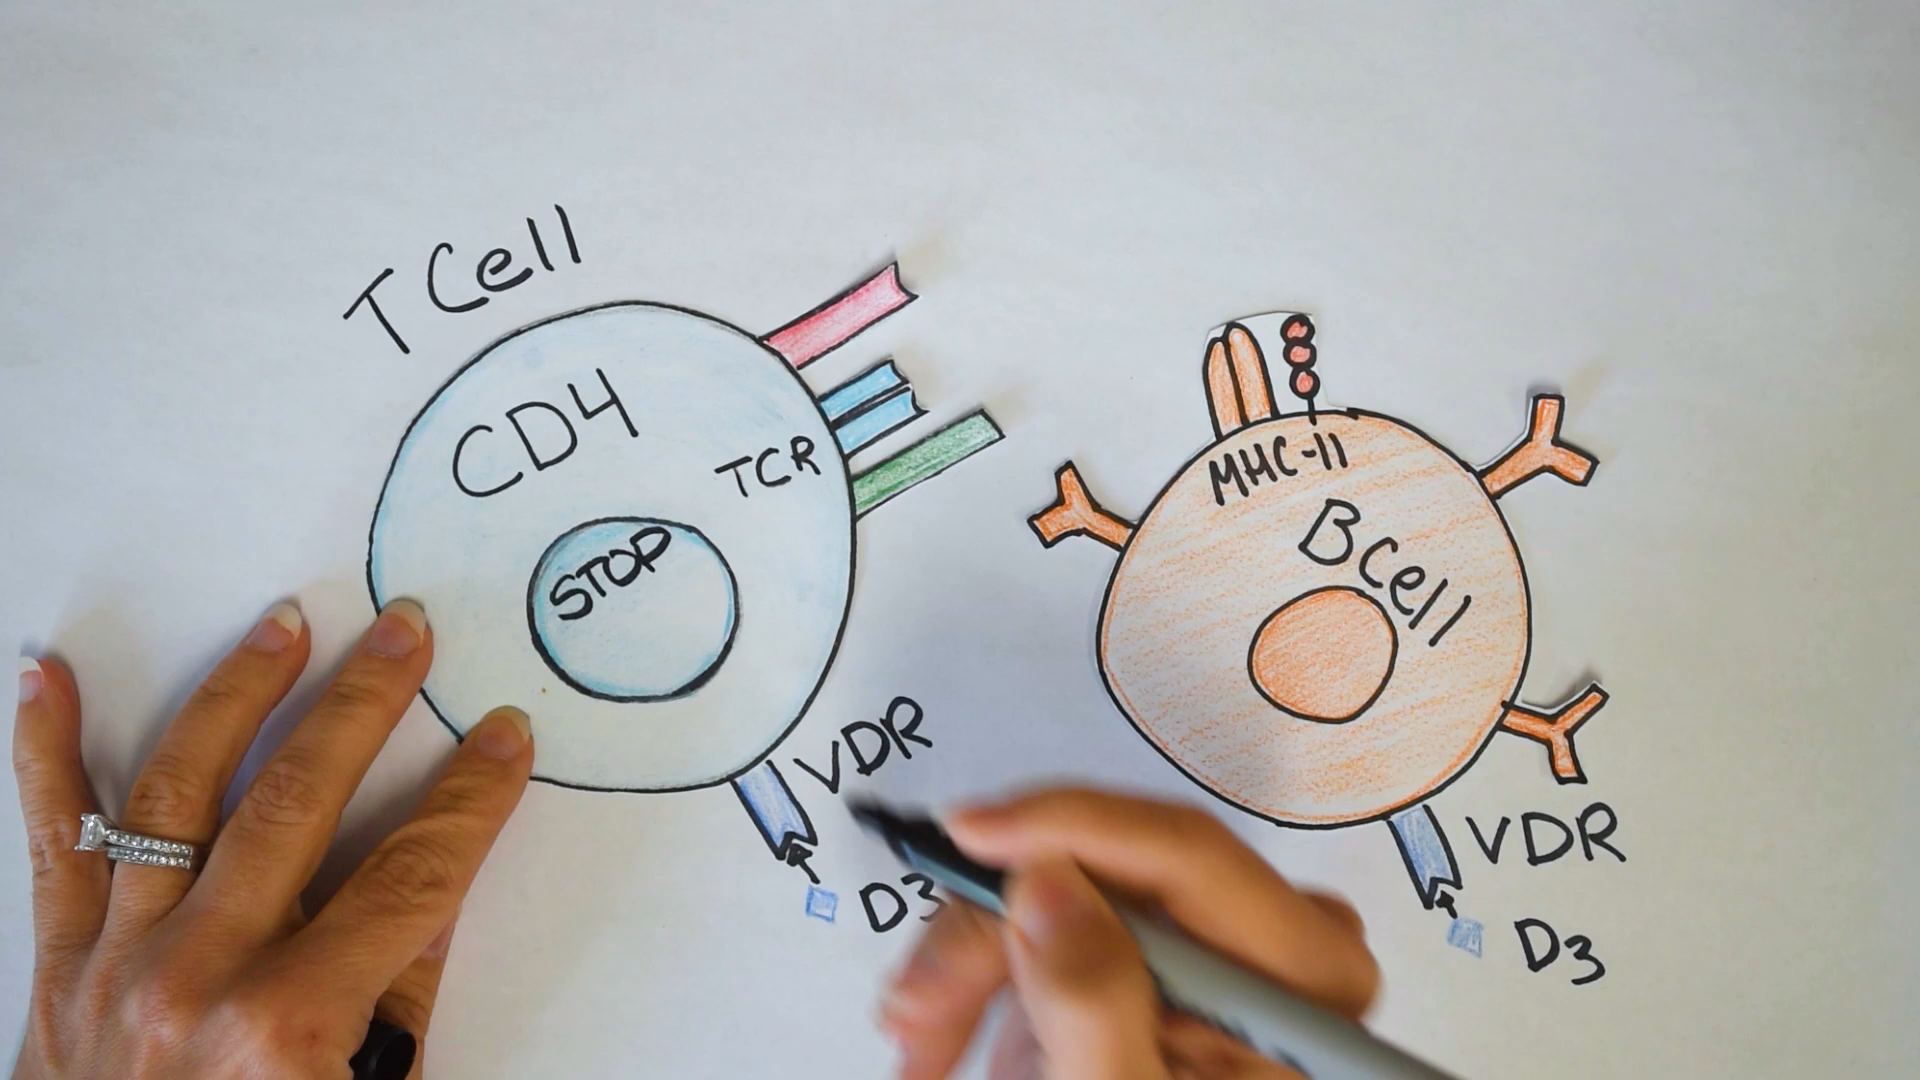 T Cell
CD4
TCR
STOP
VDR
D3
MHC-II
B Cell
VDR
D3